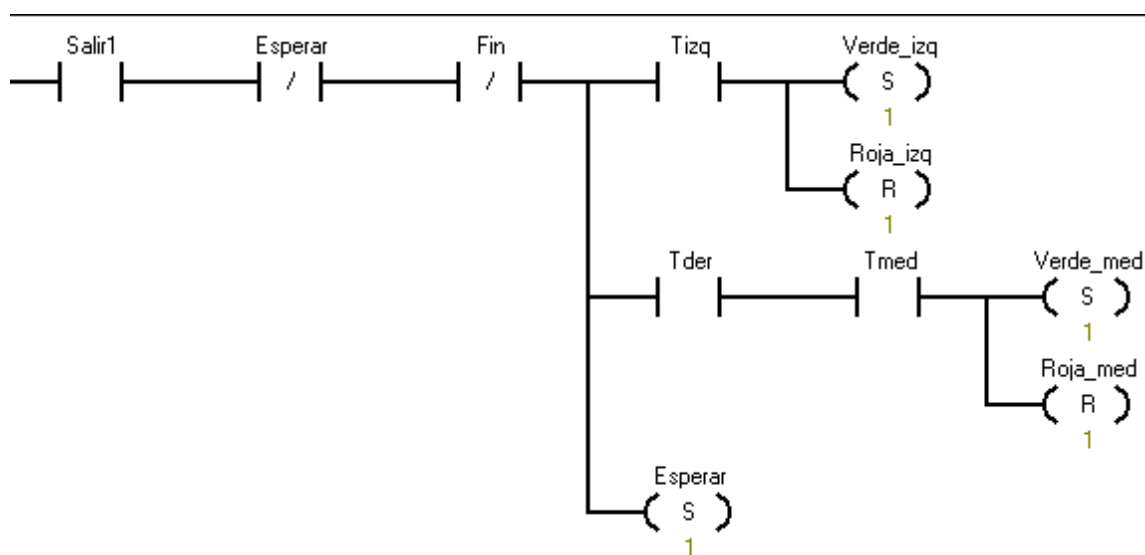 Salir1 Esperar Fin Tizq Verde_izq
/ / S
1
Roja_izq
R
1
Tder Tmed Verde_med
S
1
Roja_med
R
1
Esperar
S
1